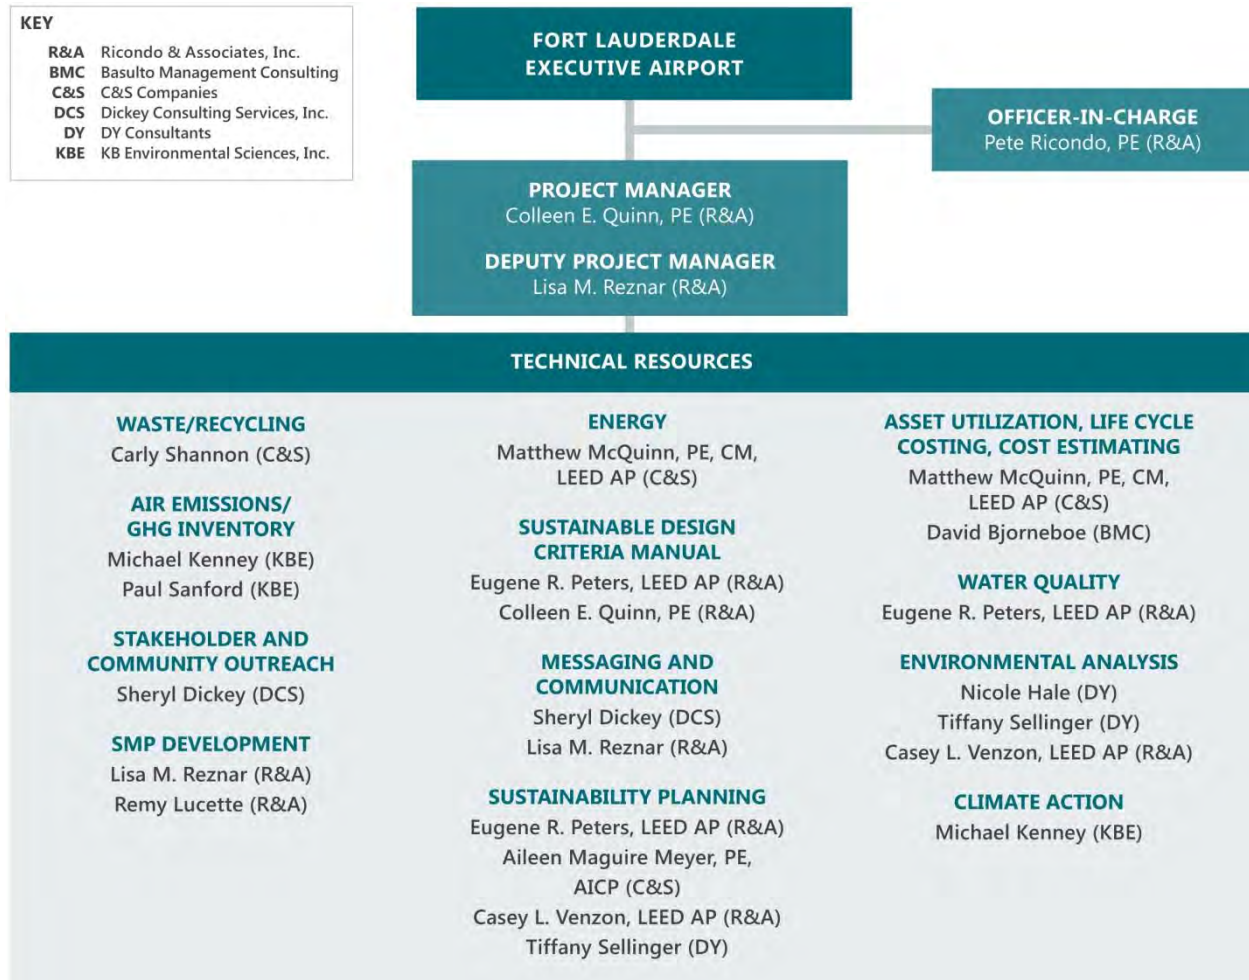 KEY
R&A Ricondo & Associates, Inc.
BMC Basulto Management Consulting
C&S C&S Companies
DCS Dickey Consulting Services, Inc.
DY DY Consultants
KBE KB Environmental Sciences, Inc.
FORT LAUDERDALE
EXECUTIVE AIRPORT
OFFICER-IN-CHARGE
Pete Ricondo, PE (R&A)
PROJECT MANAGER
Colleen E. Quinn, PE (R&A)
DEPUTY PROJECT MANAGER
Lisa M. Reznar (R&A)
TECHNICAL RESOURCES
WASTE/RECYCLING
Carly Shannon (C&S)
AIR EMISSIONS/
GHG INVENTORY
Michael Kenney (KBE)
Paul Sanford (KBE)
STAKEHOLDER AND
COMMUNITY OUTREACH
Sheryl Dickey (DCS)
SMP DEVELOPMENT
Lisa M. Reznar (R&A)
Remy Lucette (R&A)
ENERGY
Matthew McQuinn, PE, CM,
LEED AP (C&S)
SUSTAINABLE DESIGN
CRITERIA MANUAL
Eugene R. Peters, LEED AP (R&A)
Colleen E. Quinn, PE (R&A)
MESSAGING AND
COMMUNICATION
Sheryl Dickey (DCS)
Lisa M. Reznar (R&A)
SUSTAINABILITY PLANNING
Eugene R. Peters, LEED AP (R&A)
Aileen Maguire Meyer, PE,
AICP (C&S)
Casey L. Venzon, LEED AP (R&A)
Tiffany Sellinger (DY)
ASSET UTILIZATION, LIFE CYCLE
COSTING, COST ESTIMATING
Matthew McQuinn, PE, CM,
LEED AP (C&S)
David Bjorneboe (BMC)
WATER QUALITY
Eugene R. Peters, LEED AP (R&A)
ENVIRONMENTAL ANALYSIS
Nicole Hale (DY)
Tiffany Sellinger (DY)
Casey L. Venzon, LEED AP (R&A)
CLIMATE ACTION
Michael Kenney (KBE)